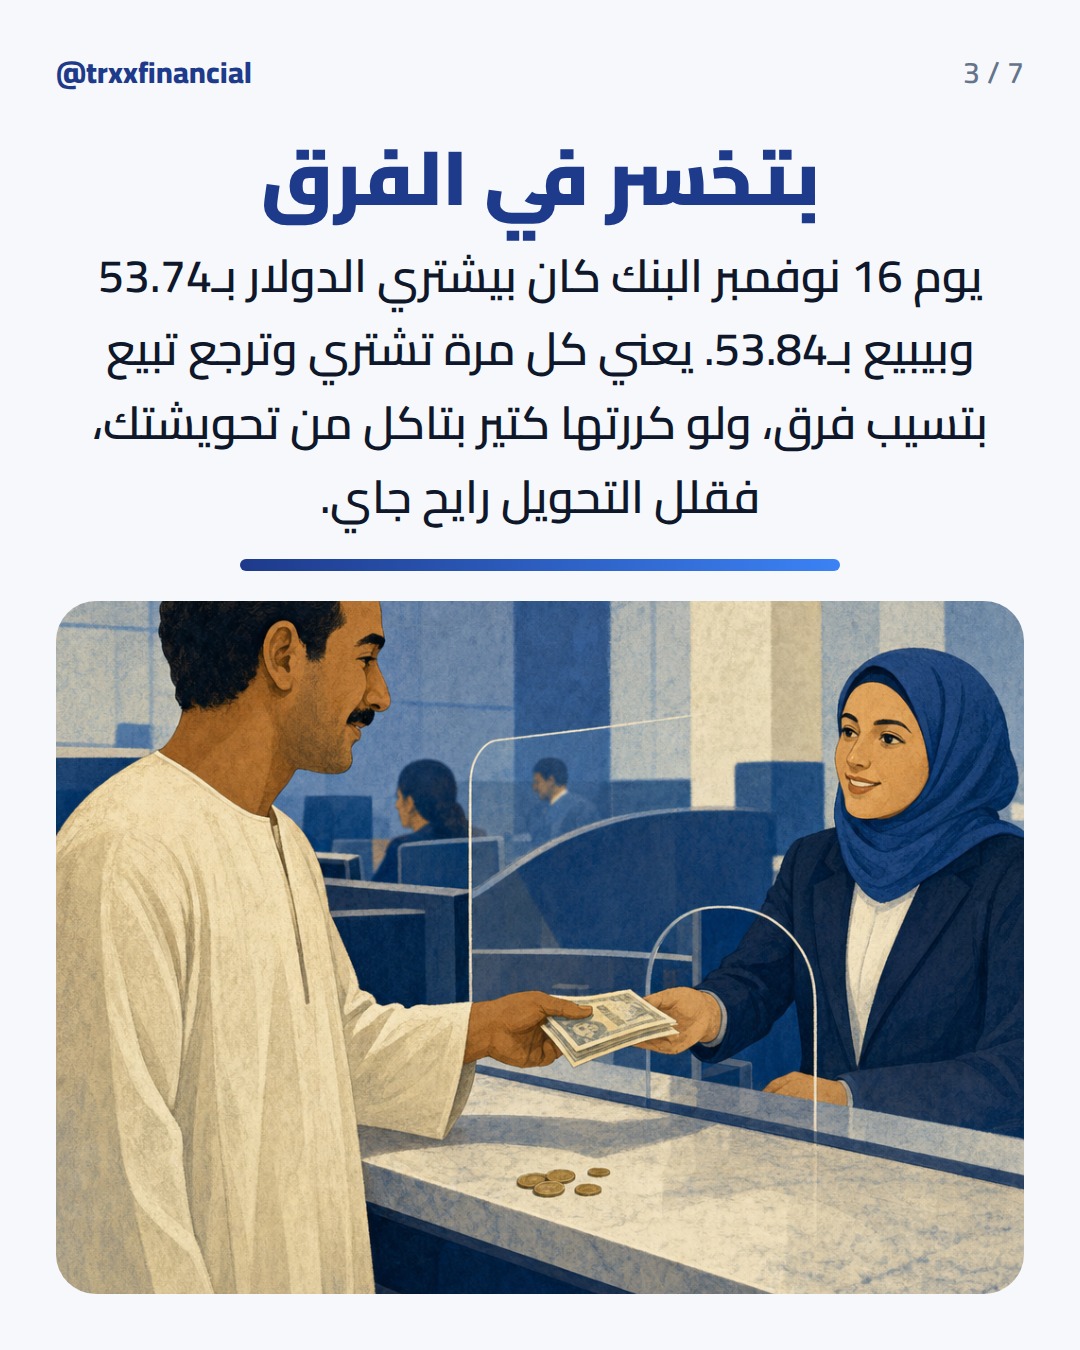 @trxxfinancial
3 / 7
بتخسر في الفرق
يوم 16 نوفمبر البنك كان بيشتري الدولار بـ53.74
وبيبيع بـ53.84. يعني كل مرة تشتري وترجع تبيع
بتسيب فرق، ولو كررتها كتير بتاكل من تحويشتك،
فقلل التحويل رايح جاي.